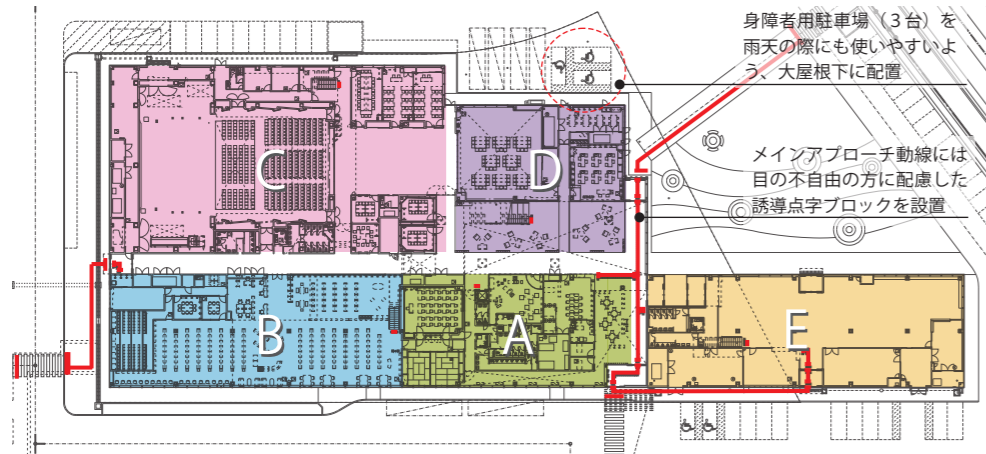 身障者用駐車場（３台）を
雨天の際にも使いやすいよ
う、大屋根下に配置
メインアプローチ動線には
目の不自由の方に配慮した
誘導点字ブロックを設置
C
D
B
A
E